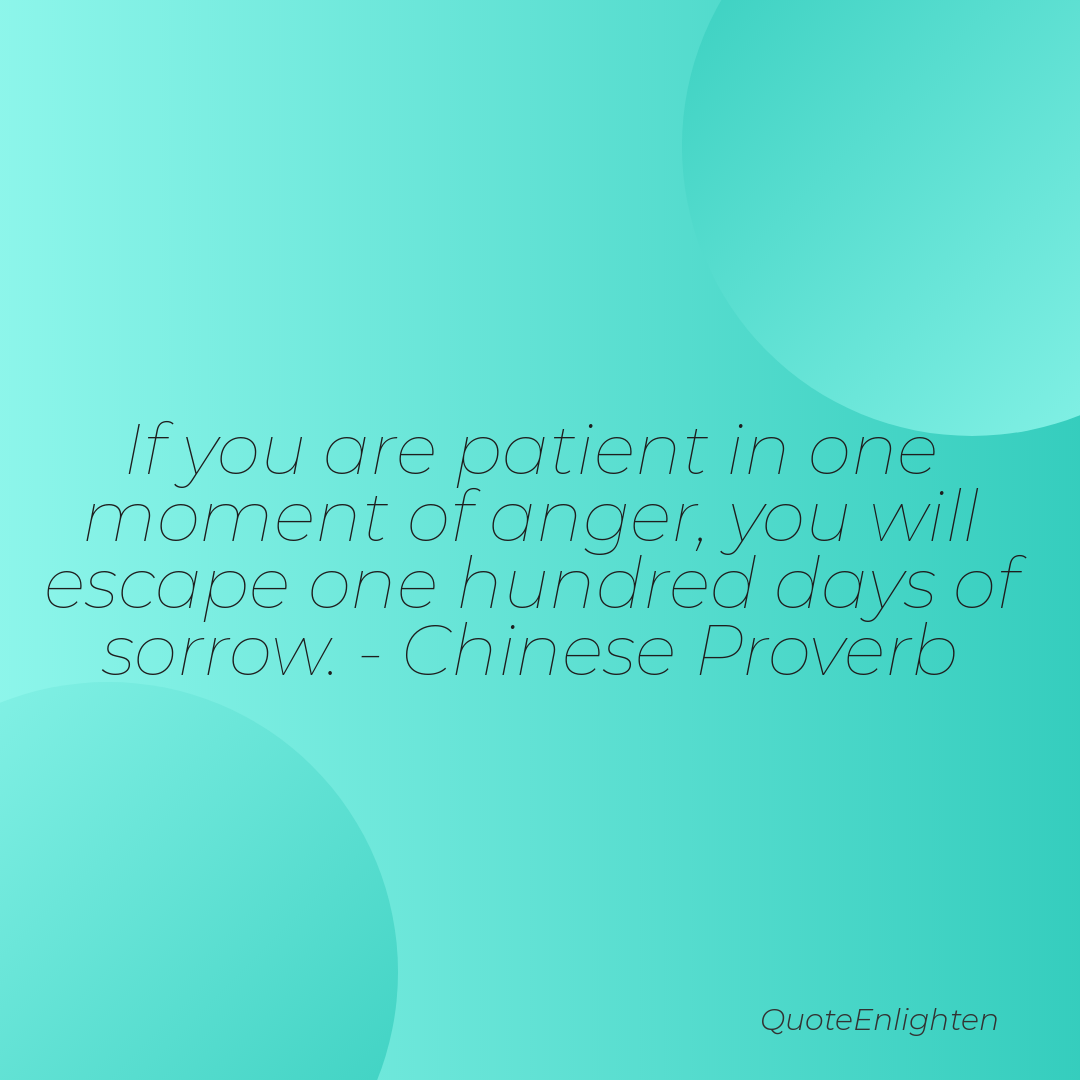 If you are patient in one
moment of anger, you will
escape one hundred days of
sorrow. - Chinese Proverb
QuoteEnlighten